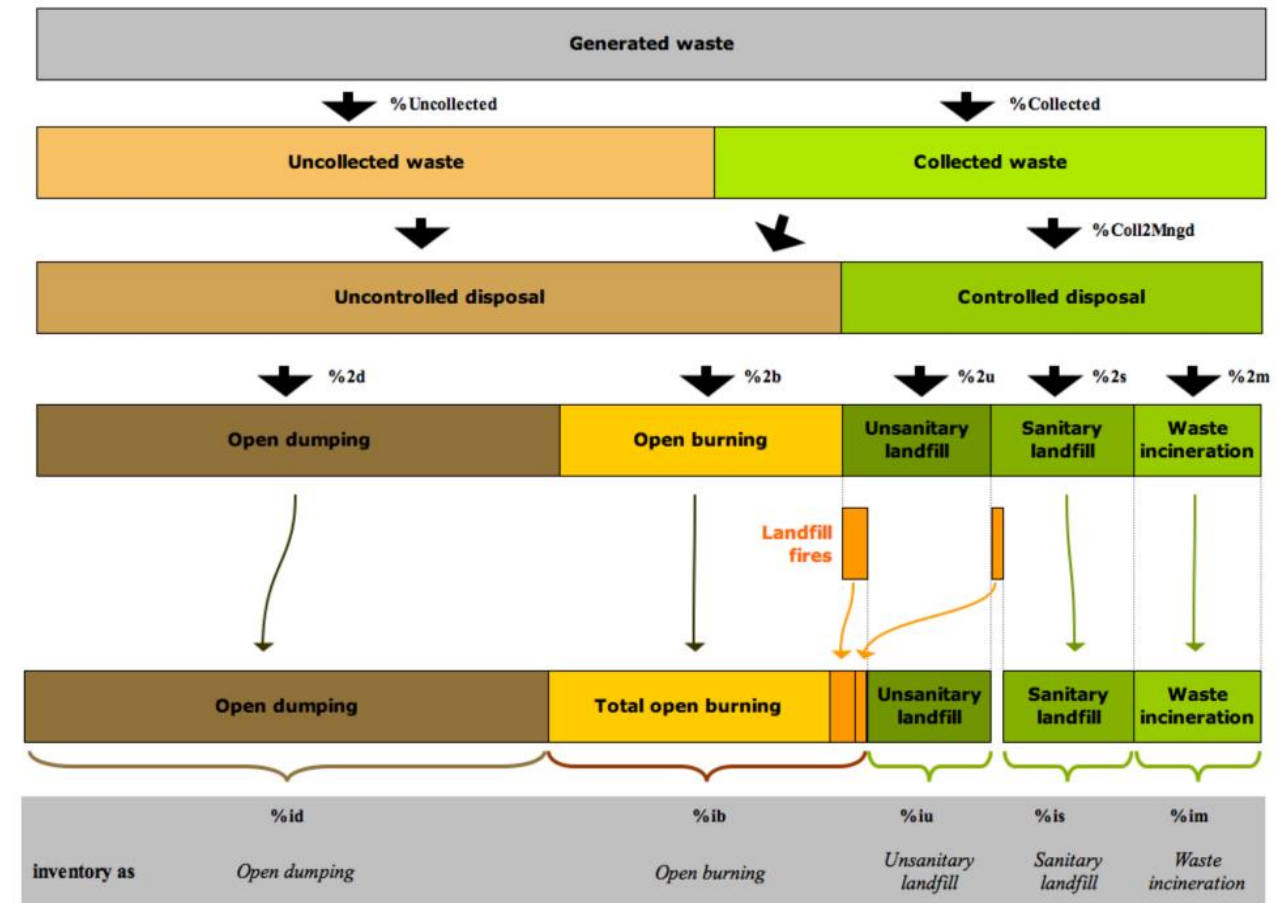 Generated waste
%Uncollected
%Collected
Uncollected waste
Collected waste
%Coll2Mngd
Uncontrolled disposal
Controlled disposal
%2d
%2b
%2u
%2s
%2m
Open dumping
Open burning
Unsanitary
landfill
Sanitary
landfill
Waste
incineration
Landfill
fires
Open dumping
Total open burning
Unsanitary
landfill
Sanitary
landfill
Waste
incineration
%id
%ib
%iu
%is
%im
inventory as
Open dumping
Open burning
Unsanitary
landfill
Sanitary
landfill
Waste
incineration